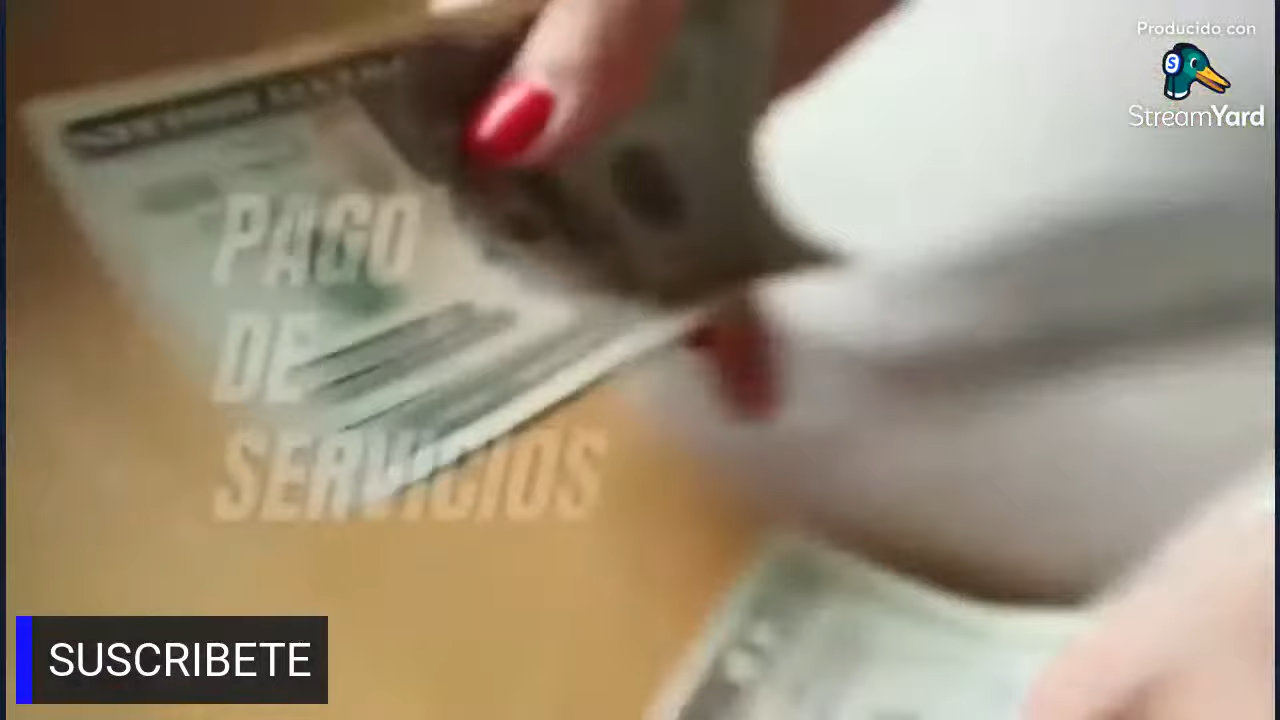 Producido con
StreamYard
PAGO
DE
SERVICIOS
SUSCRIBETE